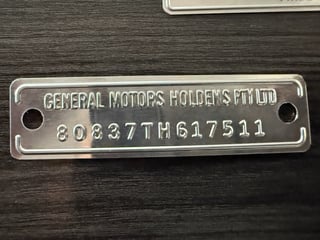 GENERAL MOTORS HOLDEN'S PTY LTD
80837TH617511